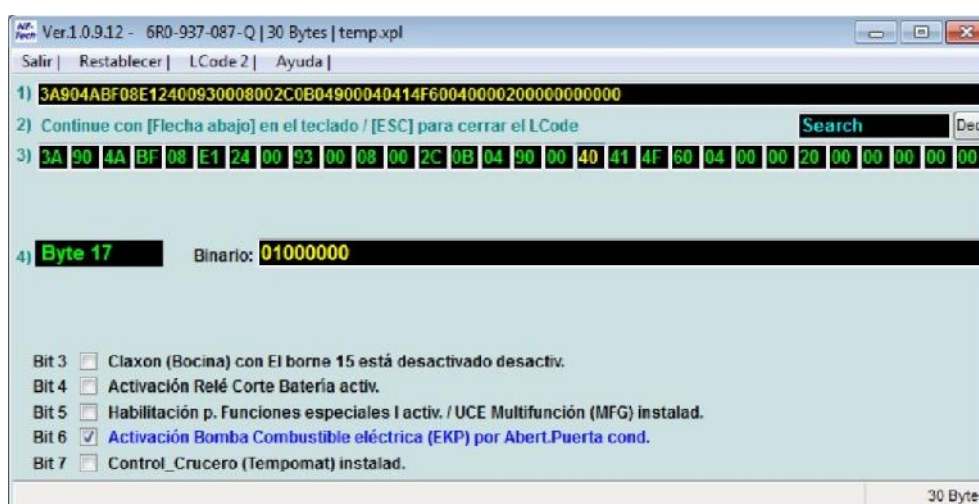 NF-Tech Ver.1.0.9.12 - 6R0-937-087-Q | 30 Bytes | temp.xpl
Salir | Restablecer | LCode 2 | Ayuda |
1) 3A904ABF08E12400930008002C0B04900040414F60040000200000000000
2) Continue con [Flecha abajo] en el teclado / [ESC] para cerrar el LCode Search Dec
3) 3A 90 4A BF 08 E1 24 00 93 00 08 00 2C 0B 04 90 00 40 41 4F 60 04 00 00 20 00 00 00 00 00
4) Byte 17 Binario: 01000000
Bit 3 Claxon (Bocina) con El borne 15 está desactivado desactiv.
Bit 4 Activación Relé Corte Batería activ.
Bit 5 Habilitación p. Funciones especiales I activ. / UCE Multifunción (MFG) instalad.
Bit 6 Activación Bomba Combustible eléctrica (EKP) por Abert.Puerta cond.
Bit 7 Control_Crucero (Tempomat) instalad.
30 Byte